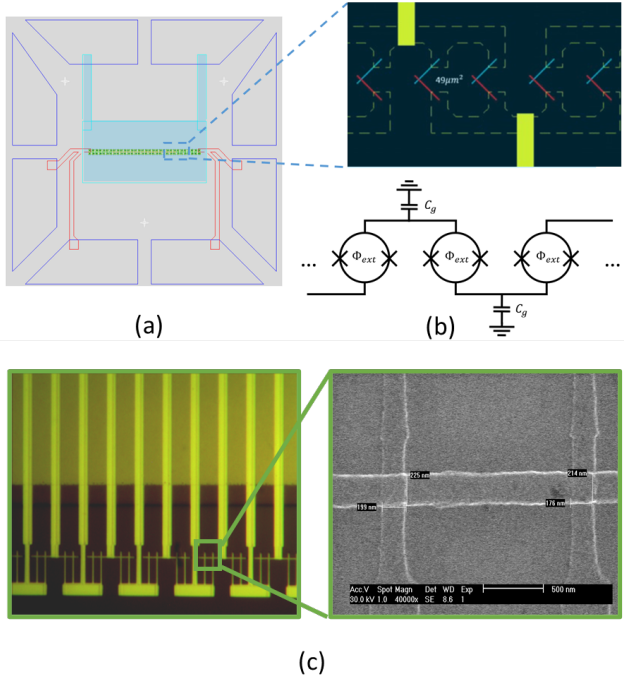 49μm²
C_g
Φ_ext Φ_ext Φ_ext
... ...
C_g
(a) (b)
225 nm 214 nm
199 nm 176 nm
Acc.V Spot Magn Det WD Exp
30.0 kV 1.0 40000x SE 8.6 1 500 nm
(c)